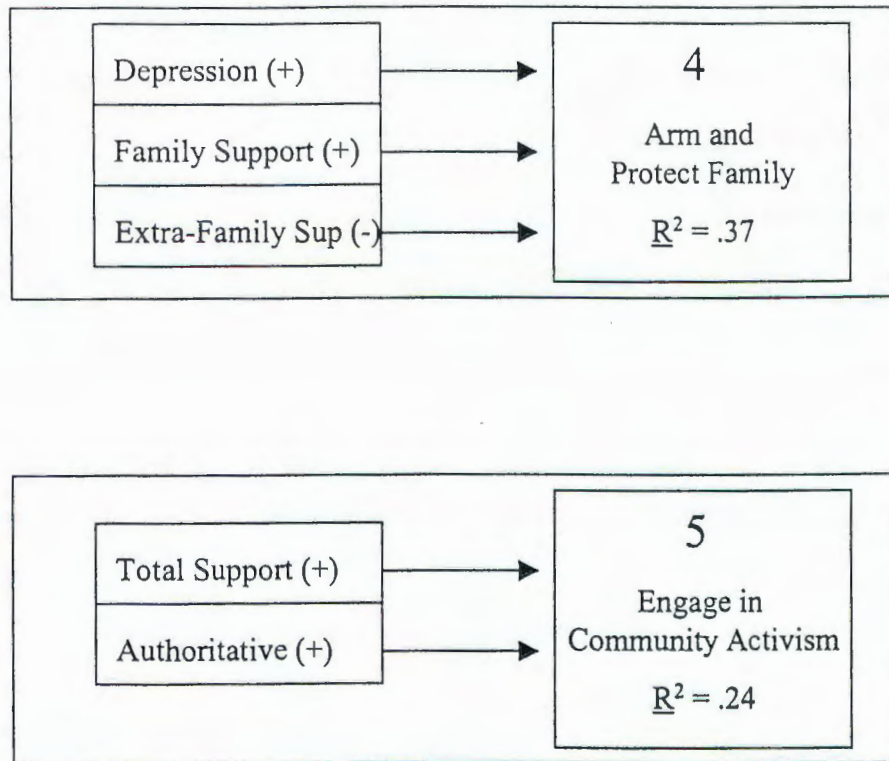 Depression (+)
Family Support (+)
Extra-Family Sup (-)
4
Arm and
Protect Family
R² = .37
Total Support (+)
Authoritative (+)
5
Engage in
Community Activism
R² = .24